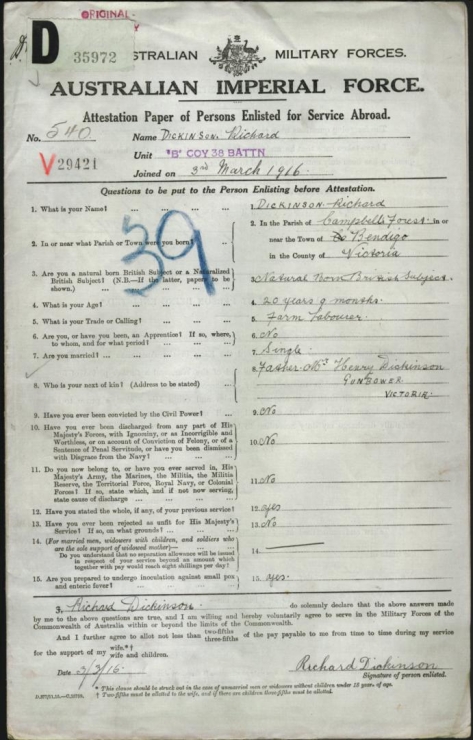 ORIGINAL
D 35972
AUSTRALIAN MILITARY FORCES.
AUSTRALIAN IMPERIAL FORCE.
Attestation Paper of Persons Enlisted for Service Abroad.
No. 540 Name DICKINSON. Richard
V 29421 Unit "B" COY 38 BATTN
Joined on 3rd March 1916.
Questions to be put to the Person Enlisting before Attestation.
39
1. What is your Name? ... ... ... ... 1. DICKINSON. Richard
2. In or near what Parish or Town were you born? 2. In the Parish of Campbells Forest in or
near the Town of Bendigo
in the County of Victoria
3. Are you a natural born British Subject or a Naturalized
British Subject? (N.B.—If the latter, papers to be
shown.) 3. Natural Born British Subject.
4. What is your Age? 4. 20 years 9 months.
5. What is your Trade or Calling? 5. Farm Labourer.
6. Are you, or have you been, an Apprentice? If so, where,
to whom, and for what period? 6. No
7. Are you married? 7. Single
8. Who is your next of kin? (Address to be stated) 8. Father Henry Dickinson
GUNBOWER
VICTORIA
9. Have you ever been convicted by the Civil Power? 9. No
10. Have you ever been discharged from any part of His
Majesty's Forces, with Ignominy, or as Incorrigible and
Worthless, or on account of Conviction of Felony, or of a
Sentence of Penal Servitude, or have you been dismissed
with Disgrace from the Navy? 10. No
11. Do you now belong to, or have you ever served in, His
Majesty's Army, the Marines, the Militia, the Militia
Reserve, the Territorial Force, Royal Navy, or Colonial
Forces? If so, state which, and if not now serving,
state cause of discharge 11. No
12. Have you stated the whole, if any, of your previous service? 12. yes
13. Have you ever been rejected as unfit for His Majesty's
Service? If so, on what grounds? 13. No
14. (For married men, widowers with children, and soldiers who
are the sole support of widowed mother)—
Do you understand that no separation allowance will be issued
in respect of your service beyond an amount which
together with pay would reach eight shillings per day? 14.
15. Are you prepared to undergo inoculation against small pox
and enteric fever? 15. yes.
I, Richard Dickinson. do solemnly declare that the above answers made
by me to the above questions are true, and I am willing and hereby voluntarily agree to serve in the Military Forces of the
Commonwealth of Australia within or beyond the limits of the Commonwealth.
And I further agree to allot not less than two-fifths three-fifths of the pay payable to me from time to time during my service
for the support of my wife.*† wife and children.
Date 3/3/16. Richard Dickinson
Signature of person enlisted.
* This clause should be struck out in the case of unmarried men or widowers without children under 18 years of age.
† Two-fifths must be allotted to the wife, and if there are children three-fifths must be allotted.